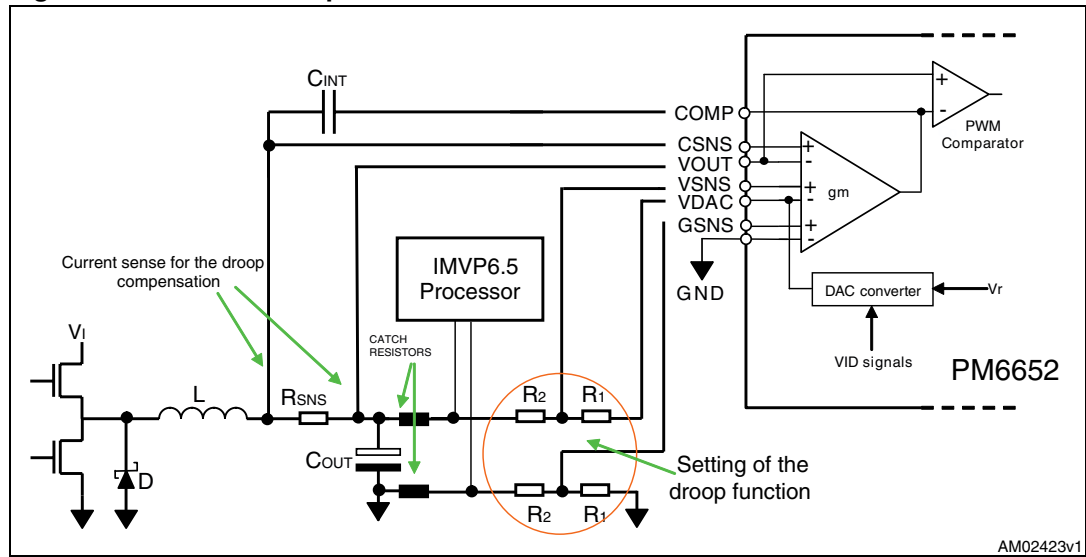 CINT
COMP
CSNS
VOUT
VSNS
VDAC
GSNS
+
-
PWM
Comparator
+
-
+
-
+
-
gm
Current sense for the droop
compensation
IMVP6.5
Processor
GND
DAC converter
Vr
VID signals
PM6652
CATCH
RESISTORS
VI
L
RSNS
R2
R1
COUT
D
Setting of the
droop function
R2
R1
AM02423v1